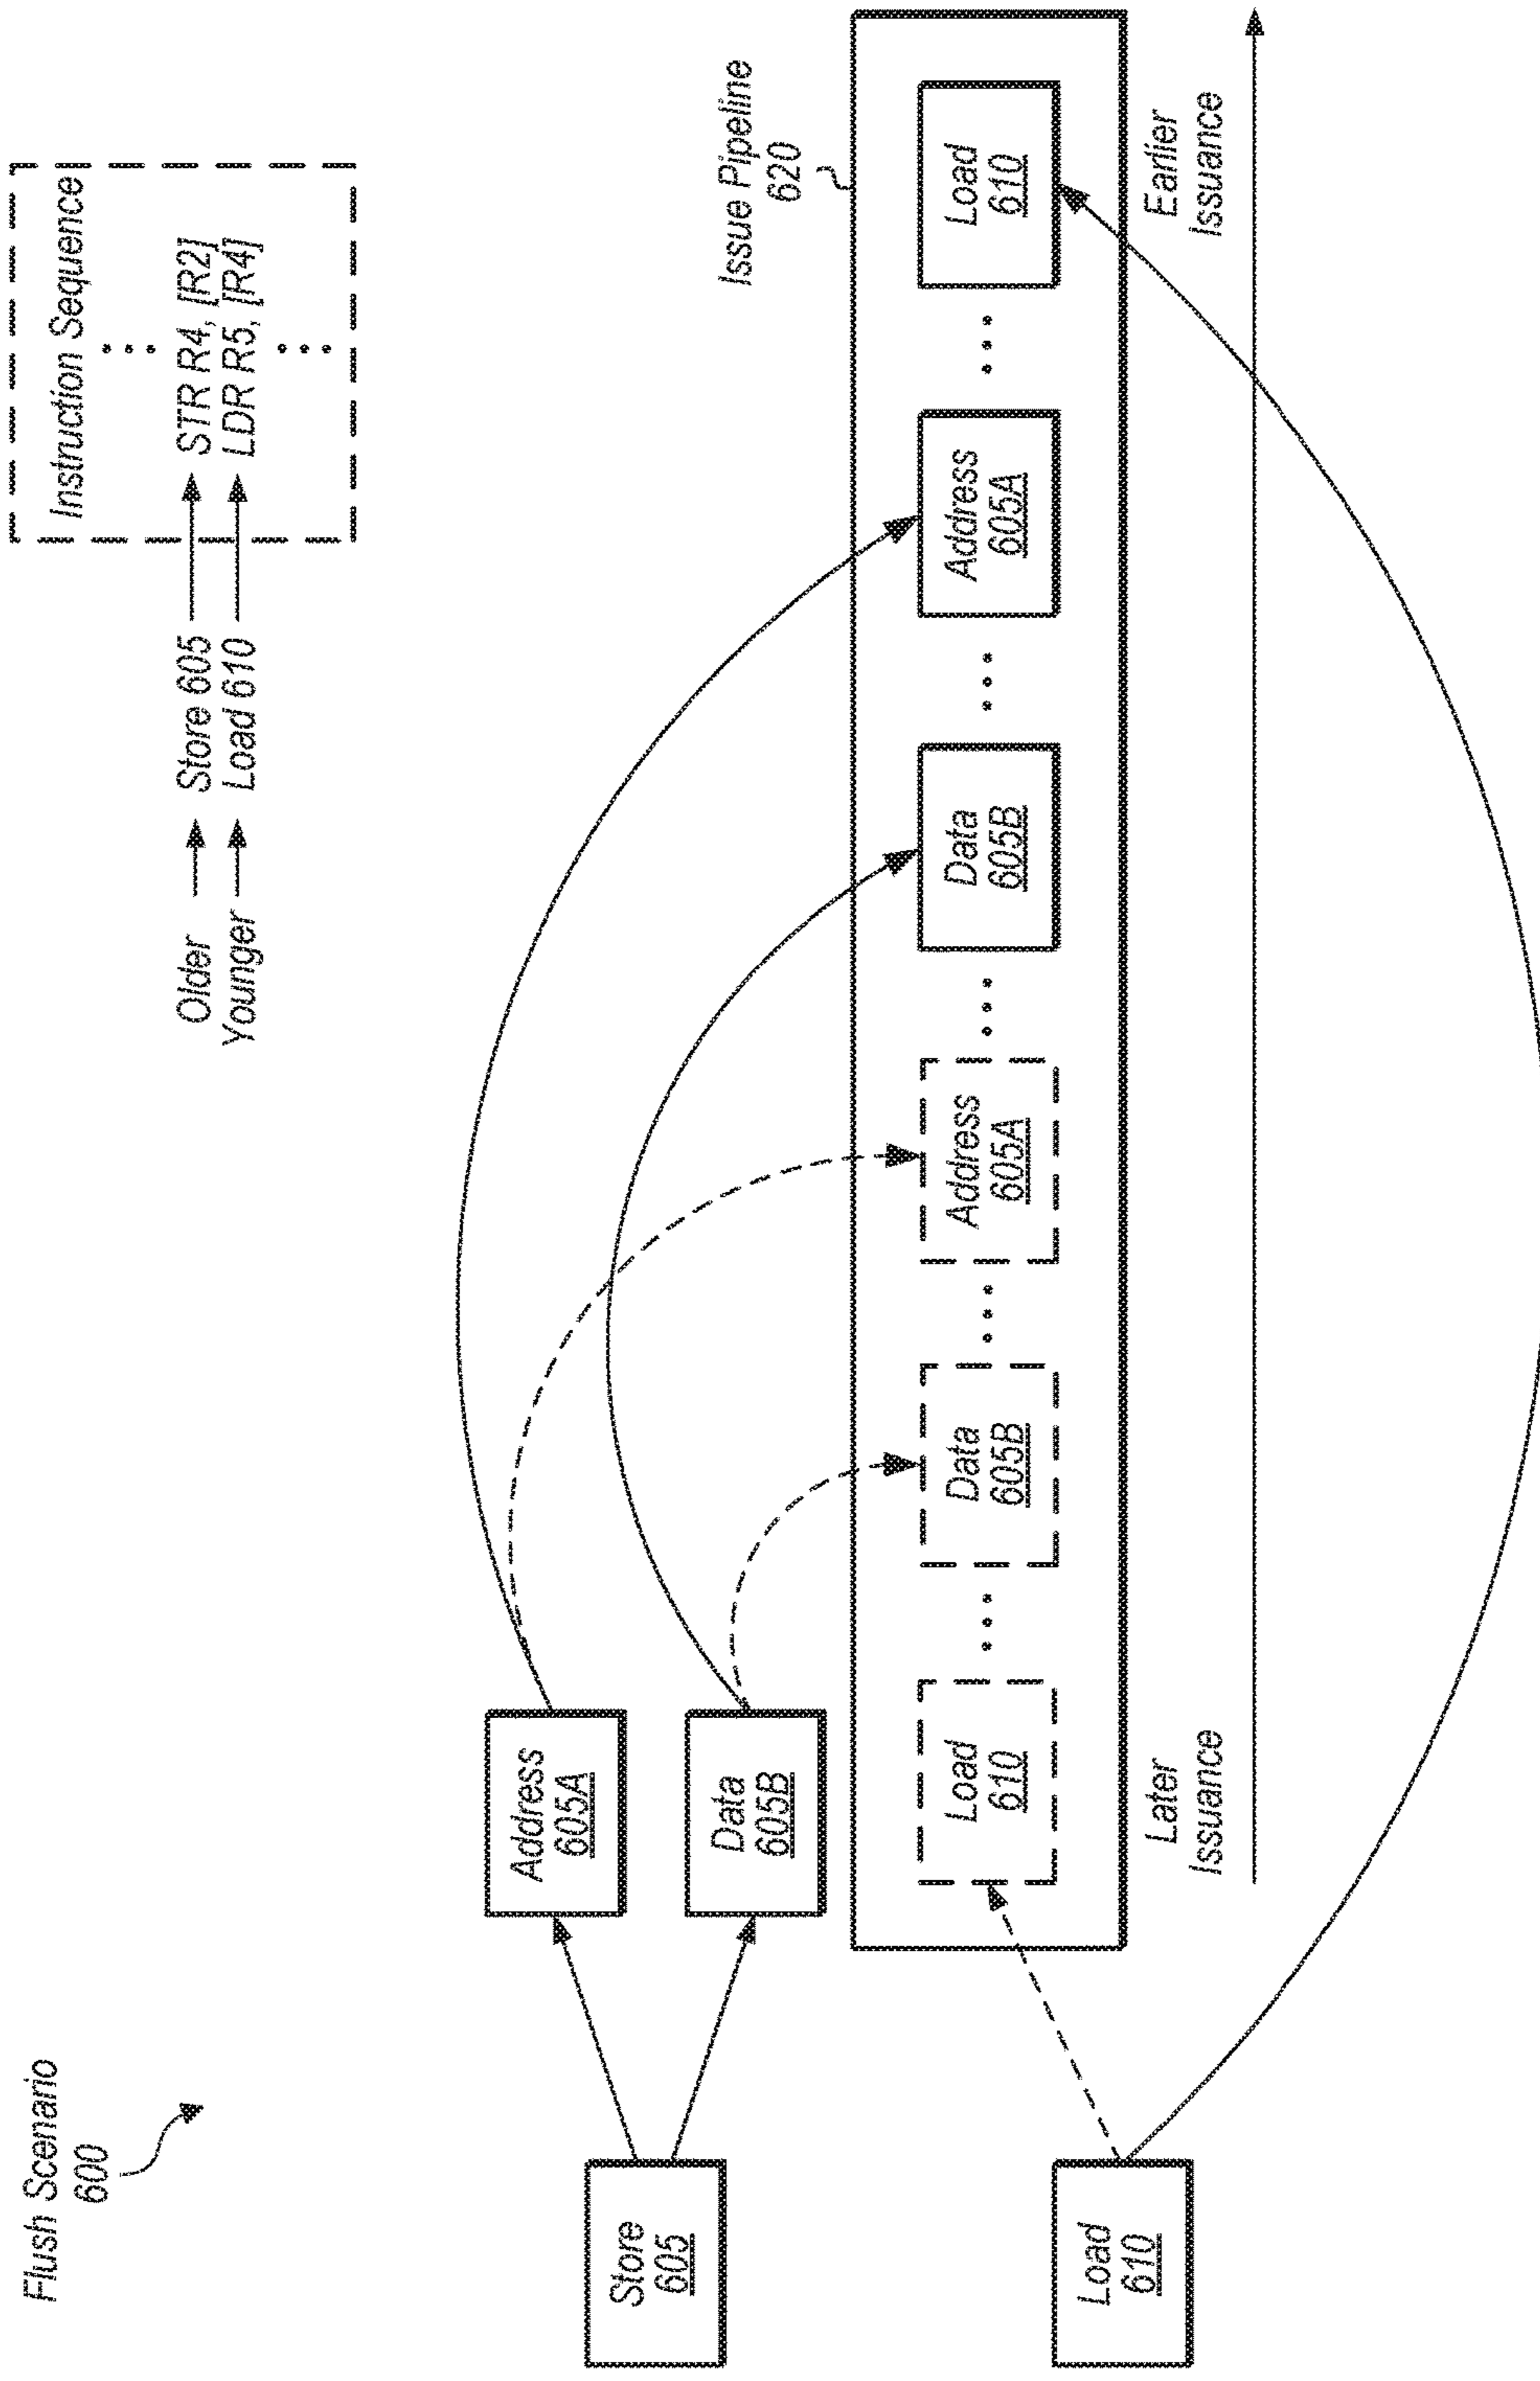 Flush Scenario
600
Instruction Sequence
Older
Store 605
STR R4, [R2]
Younger
Load 610
LDR R5, [R4]
Store
605
Address
605A
Data
605B
Issue Pipeline
620
Load
610
Data
605B
Address
605A
Data
605B
Address
605A
Load
610
Later
Issuance
Earlier
Issuance
Load
610